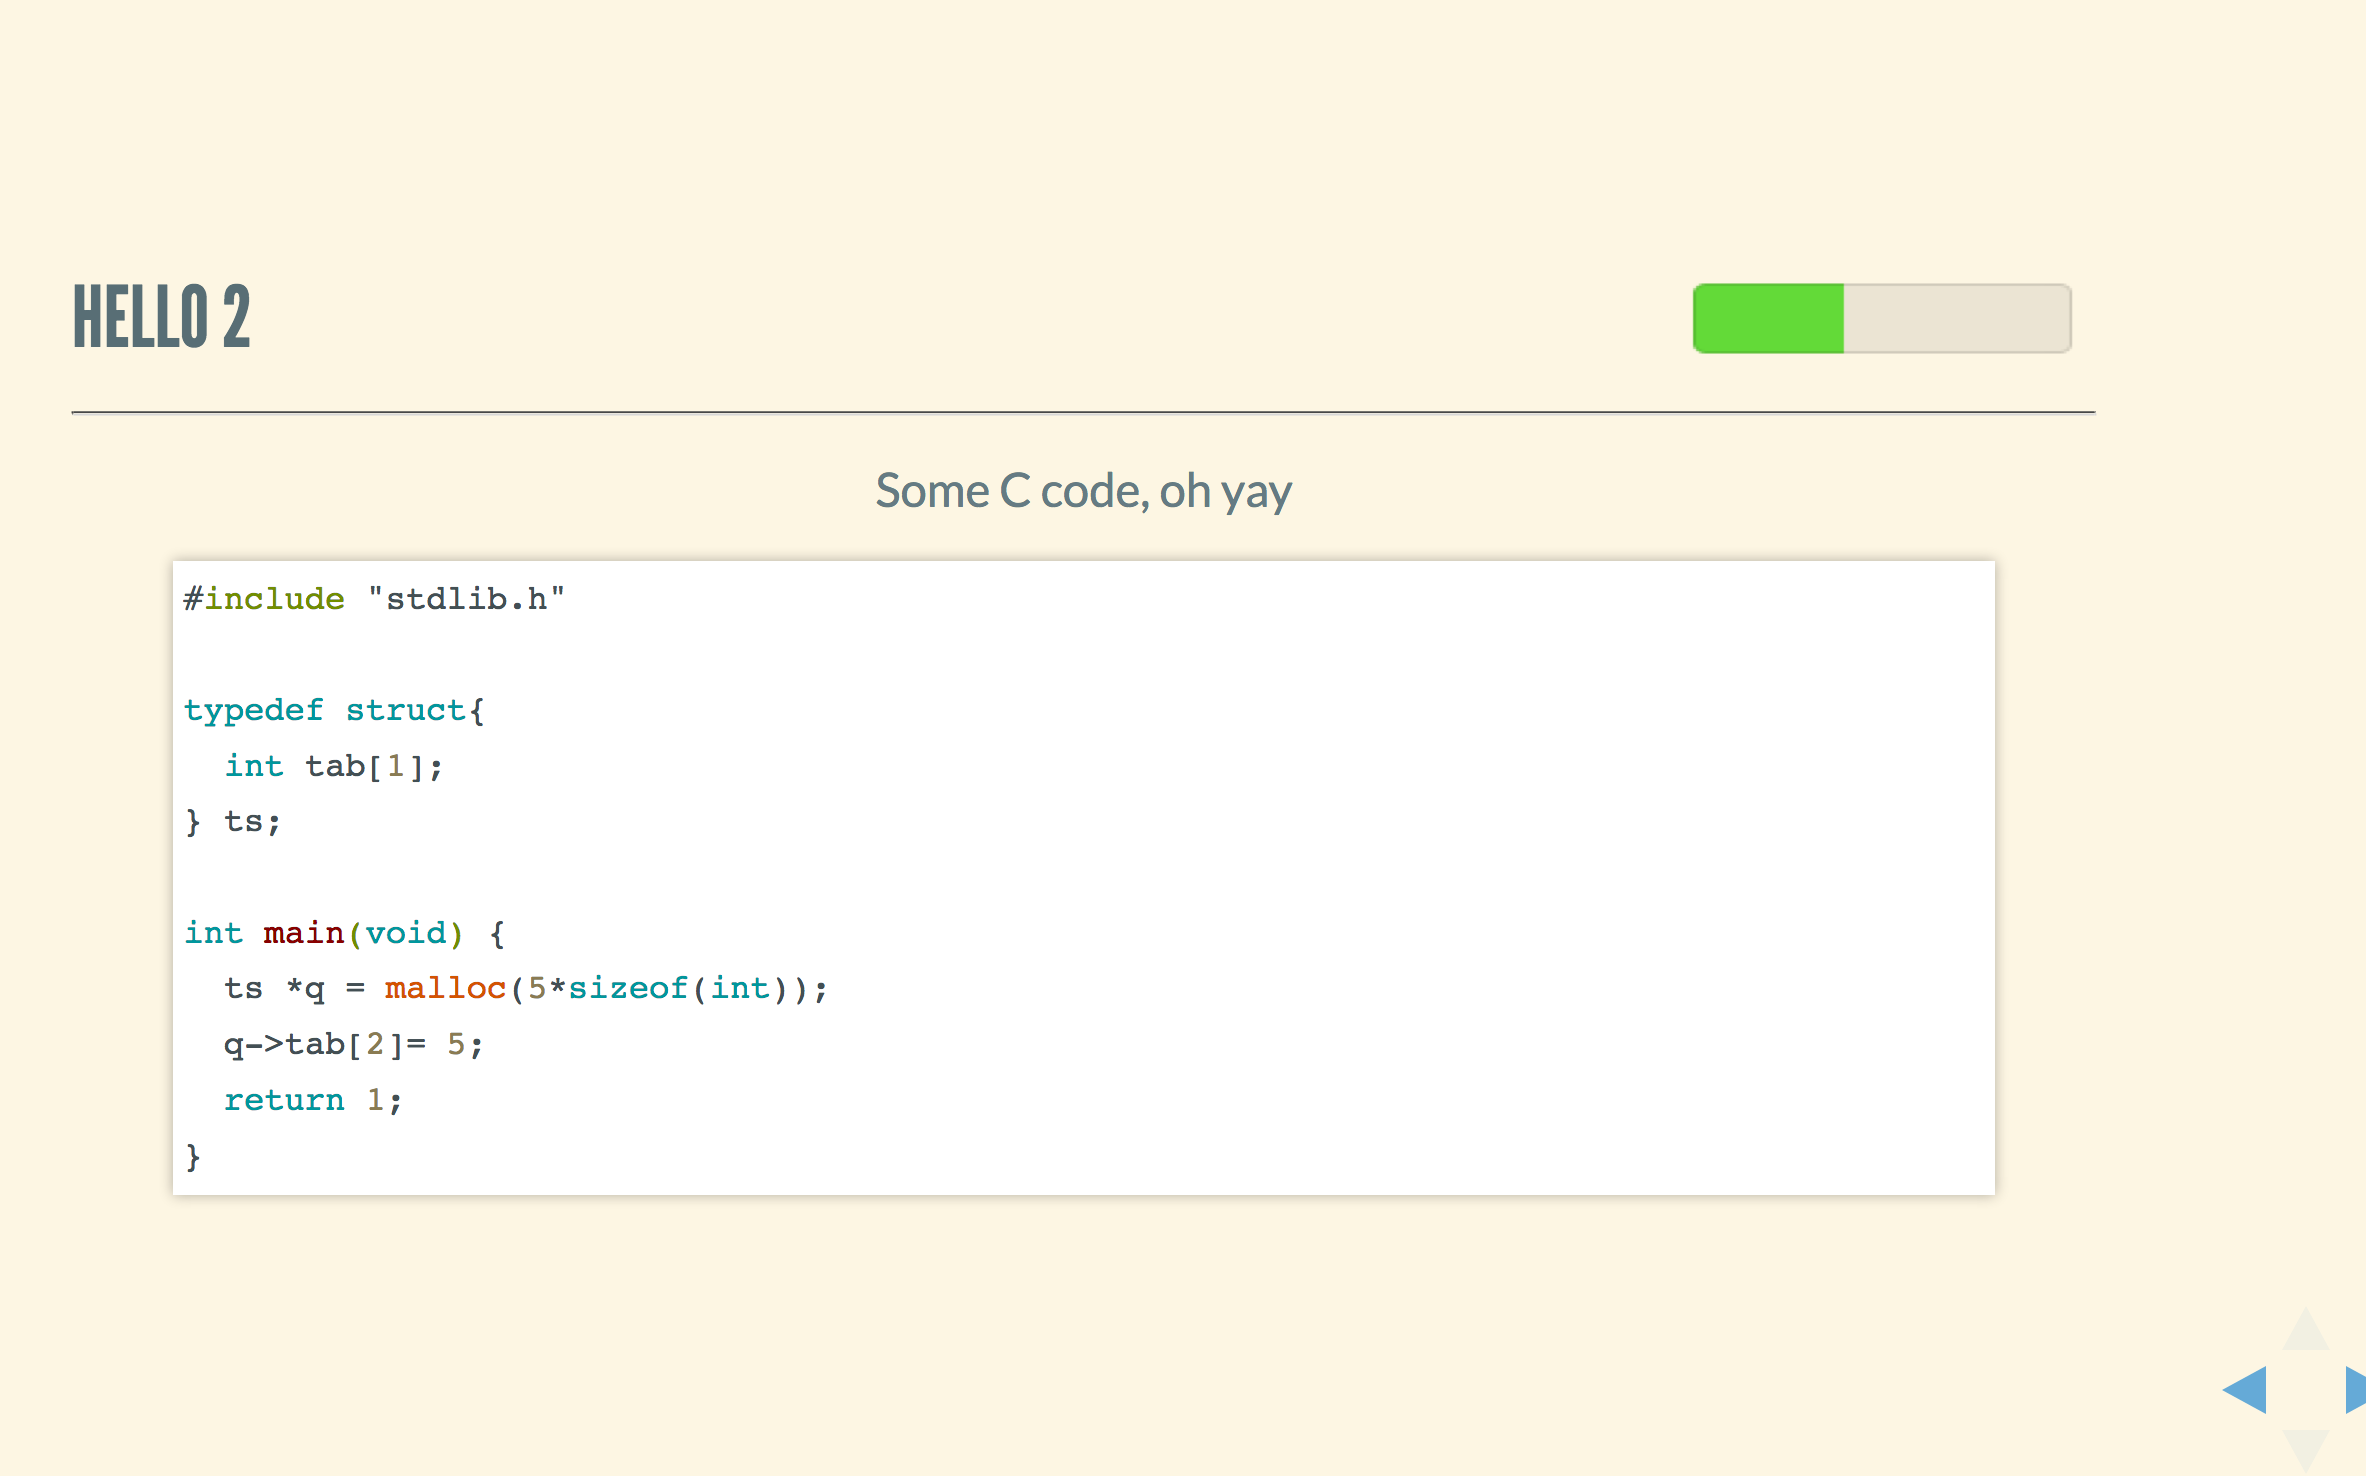 HELLO 2
Some C code, oh yay
#include "stdlib.h"
typedef struct{
  int tab[1];
} ts;
int main(void) {
  ts *q = malloc(5*sizeof(int));
  q->tab[2]= 5;
  return 1;
}